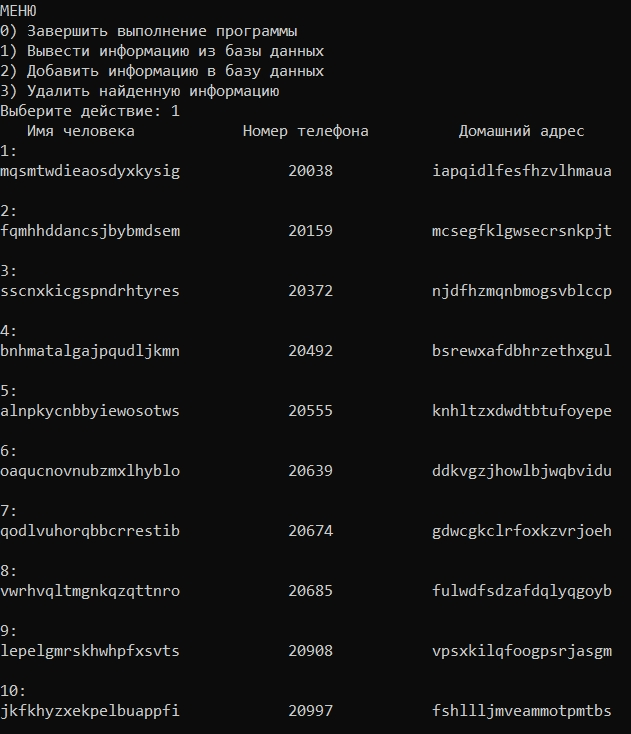 МЕНЮ
0) Завершить выполнение программы
1) Вывести информацию из базы данных
2) Добавить информацию в базу данных
3) Удалить найденную информацию
Выберите действие: 1
Имя человека Номер телефона Домашний адрес
1:
mqsmtwdieaosdyxkysig 20038 iapqidlfesfhzvlhmaua
2:
fqmhhddancsjbybmdsem 20159 mcsegfklgwsecrsnkpjt
3:
sscnxkicgspndrhtyres 20372 njdfhzmqnbmogsvblccp
4:
bnhmatalgajpqudljkmn 20492 bsrewxafdbhrzethxgul
5:
alnpkycnbbyiewosotws 20555 knhltzxdwdtbtufoyepe
6:
oaqucnovnubzmxlhyblo 20639 ddkvgzjhowlbjwqbvidu
7:
qodlvuhorqbbcrrestib 20674 gdwcgkclrfoxkzvrjoeh
8:
vwrhvqltmgnkqzqttnro 20685 fulwdfsdzafdqlyqgoyb
9:
lepelgmrskhwhpfxsvts 20908 vpsxkilqfoogpsrjasgm
10:
jkfkhyzxekpelbuappfi 20997 fshllljmveammotpmtbs